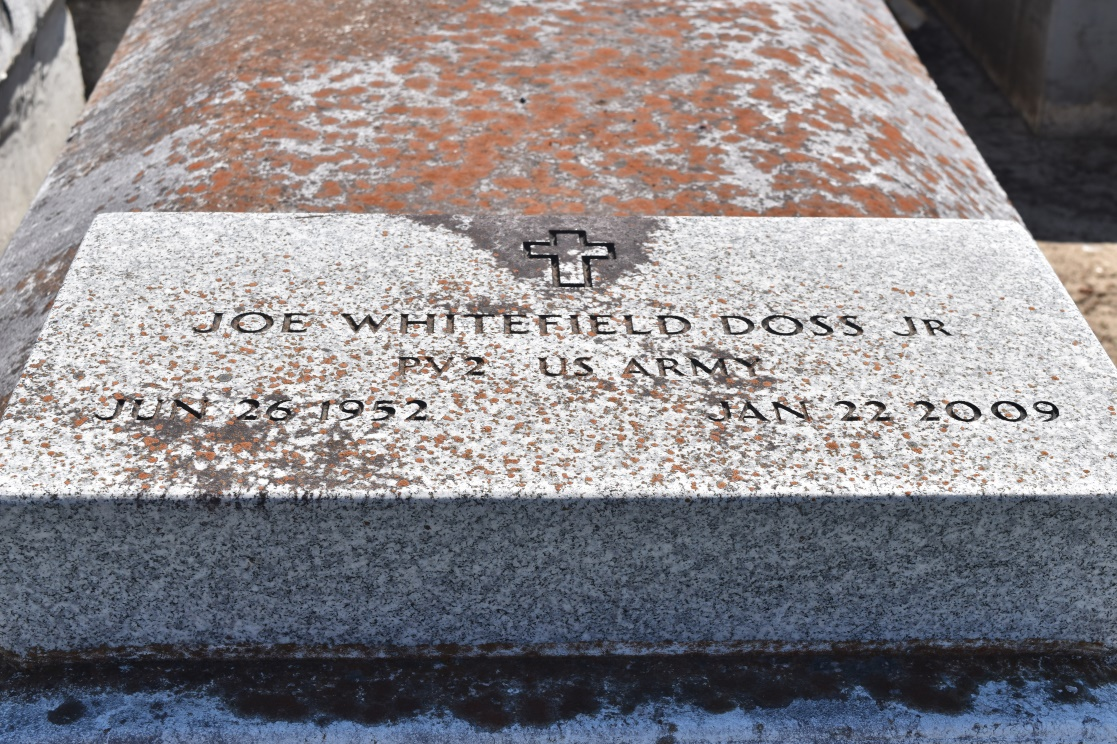 JOE WHITEFIELD DOSS JR
PV2 US ARMY
JUN 26 1952 JAN 22 2009